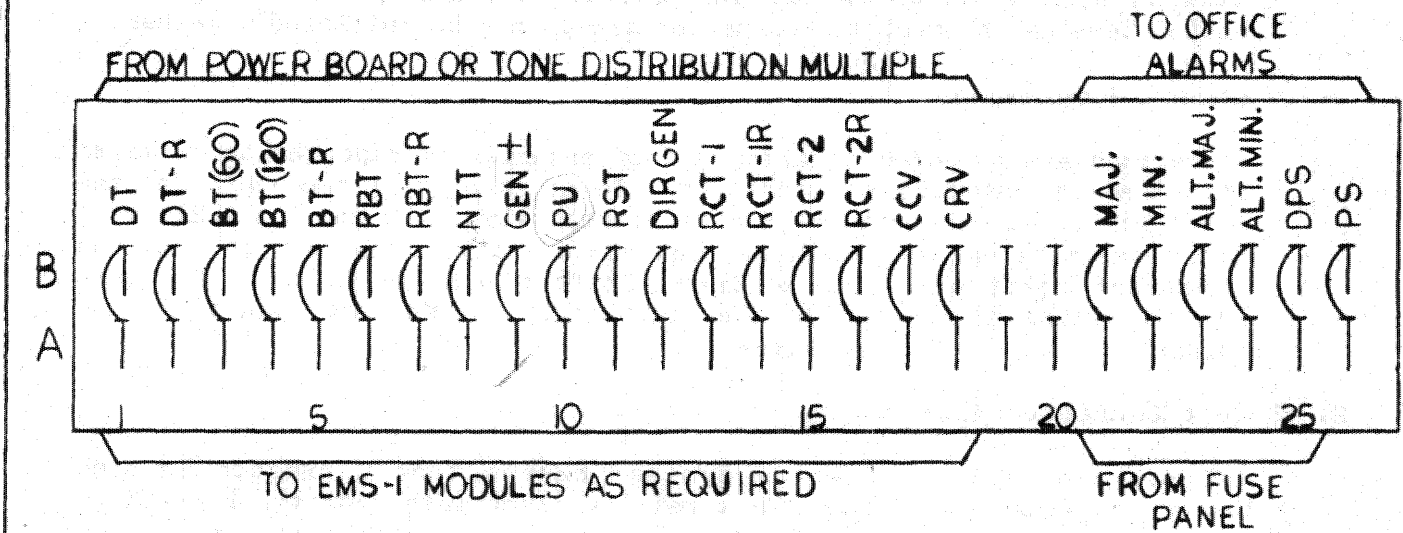 TO OFFICE
ALARMS
FROM POWER BOARD OR TONE DISTRIBUTION MULTIPLE
DT
DT-R
BT(60)
BT(120)
BT-R
RBT
RBT-R
NTT
GEN ±
PU
RST
DIRGEN
RCT-1
RCT-1R
RCT-2
RCT-2R
CCV
CRV
MAJ.
MIN.
ALT.MAJ.
ALT.MIN.
DPS
PS
B
A
1 5 10 15 20 25
TO EMS-1 MODULES AS REQUIRED
FROM FUSE
PANEL